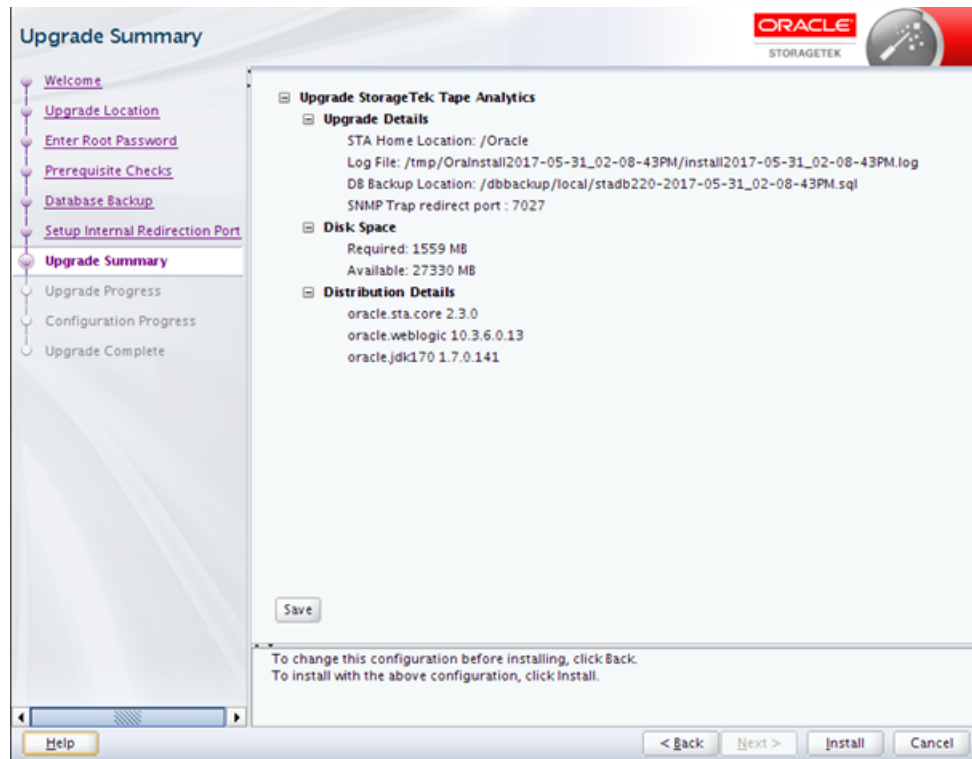 Upgrade Summary
ORACLE
STORAGETEK
Welcome
Upgrade Location
Enter Root Password
Prerequisite Checks
Database Backup
Setup Internal Redirection Port
Upgrade Summary
Upgrade Progress
Configuration Progress
Upgrade Complete
Upgrade StorageTek Tape Analytics
Upgrade Details
STA Home Location: /Oracle
Log File: /tmp/OraInstall2017-05-31_02-08-43PM/install2017-05-31_02-08-43PM.log
DB Backup Location: /dbbackup/local/stadb220-2017-05-31_02-08-43PM.sql
SNMP Trap redirect port : 7027
Disk Space
Required: 1559 MB
Available: 27330 MB
Distribution Details
oracle.sta.core 2.3.0
oracle.weblogic 10.3.6.0.13
oracle.jdk170 1.7.0.141
Save
To change this configuration before installing, click Back.
To install with the above configuration, click Install.
Help
< Back
Next >
Install
Cancel